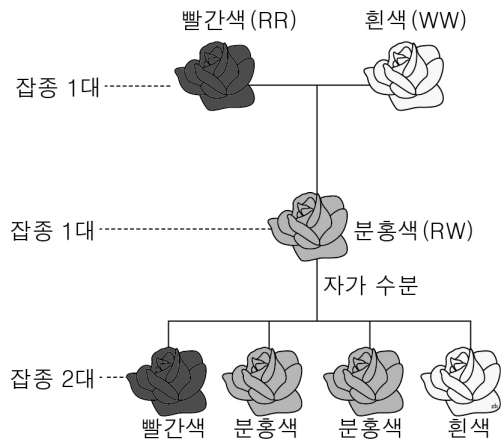 빨간색(RR) 흰색(WW)
잡종 1대
잡종 1대 분홍색(RW)
자가 수분
잡종 2대
빨간색 분홍색 분홍색 흰색